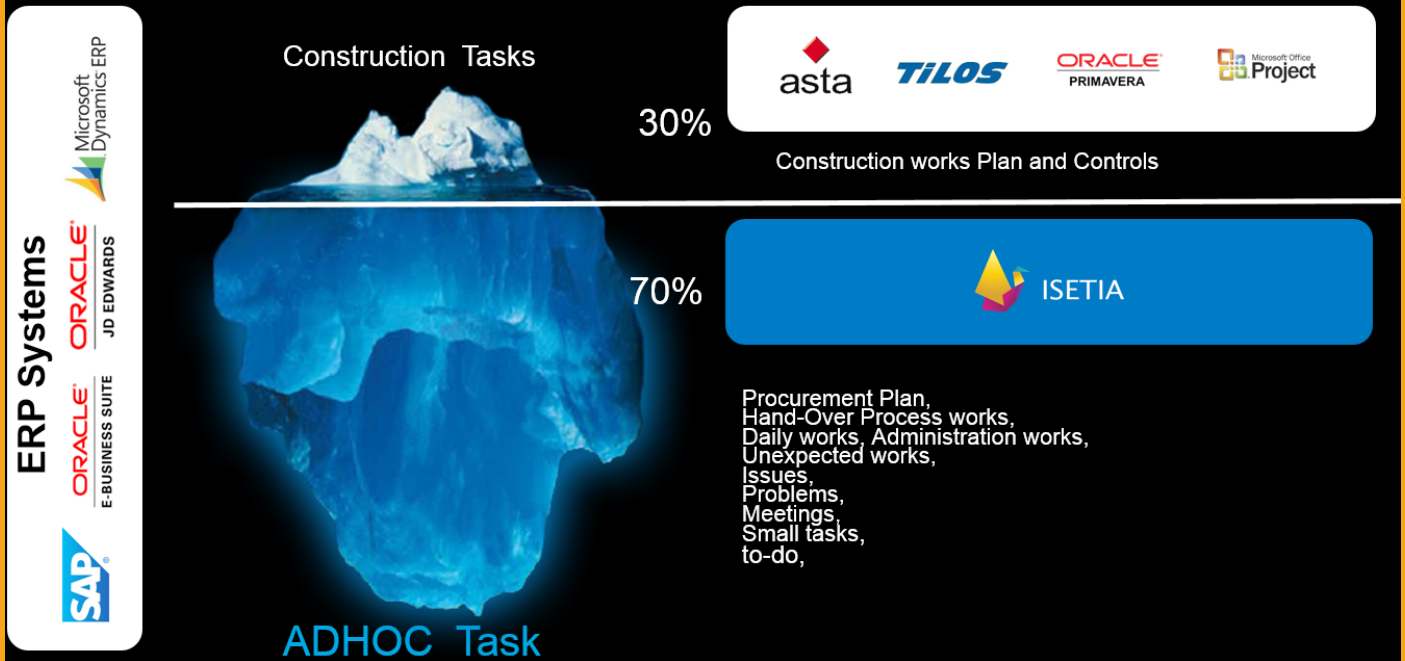 ERP Systems
Microsoft
Dynamics ERP
ORACLE
JD EDWARDS
ORACLE
E-BUSINESS SUITE
SAP
Construction Tasks
30%
asta
TiLOS
ORACLE
PRIMAVERA
Microsoft Office
Project
Construction works Plan and Controls
70%
ISETIA
Procurement Plan,
Hand-Over Process works,
Daily works, Administration works,
Unexpected works,
Issues,
Problems,
Meetings,
Small tasks,
to-do,
ADHOC Task